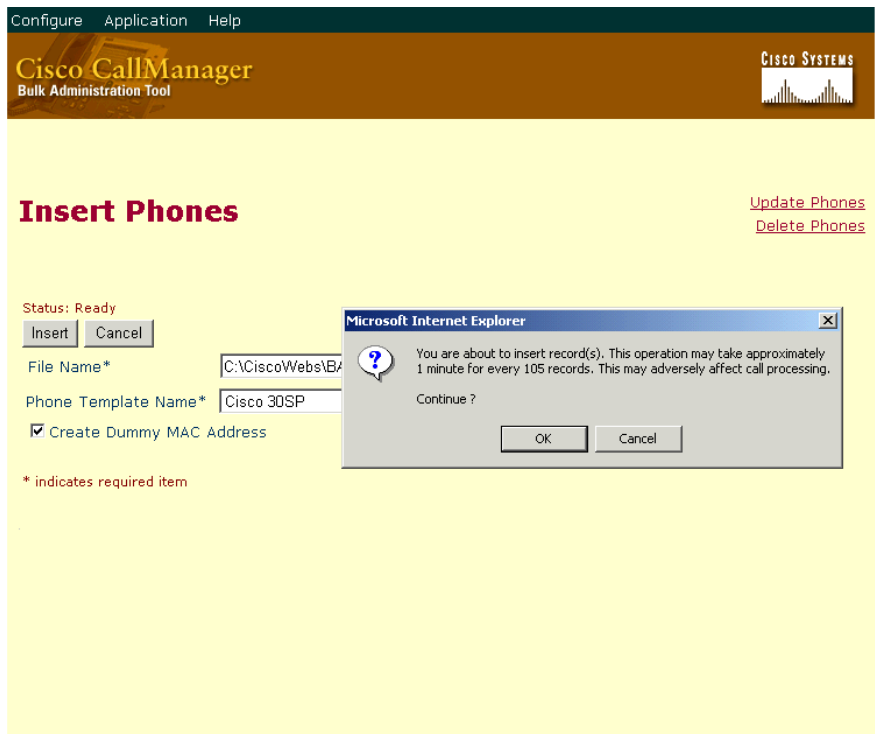 Configure Application Help
Cisco CallManager
Bulk Administration Tool
CISCO SYSTEMS
Insert Phones
Update Phones
Delete Phones
Status: Ready
Insert Cancel
File Name* C:\CiscoWebs\BA
Phone Template Name* Cisco 30SP
Create Dummy MAC Address
* indicates required item
Microsoft Internet Explorer
You are about to insert record(s). This operation may take approximately
1 minute for every 105 records. This may adversely affect call processing.
Continue ?
OK Cancel